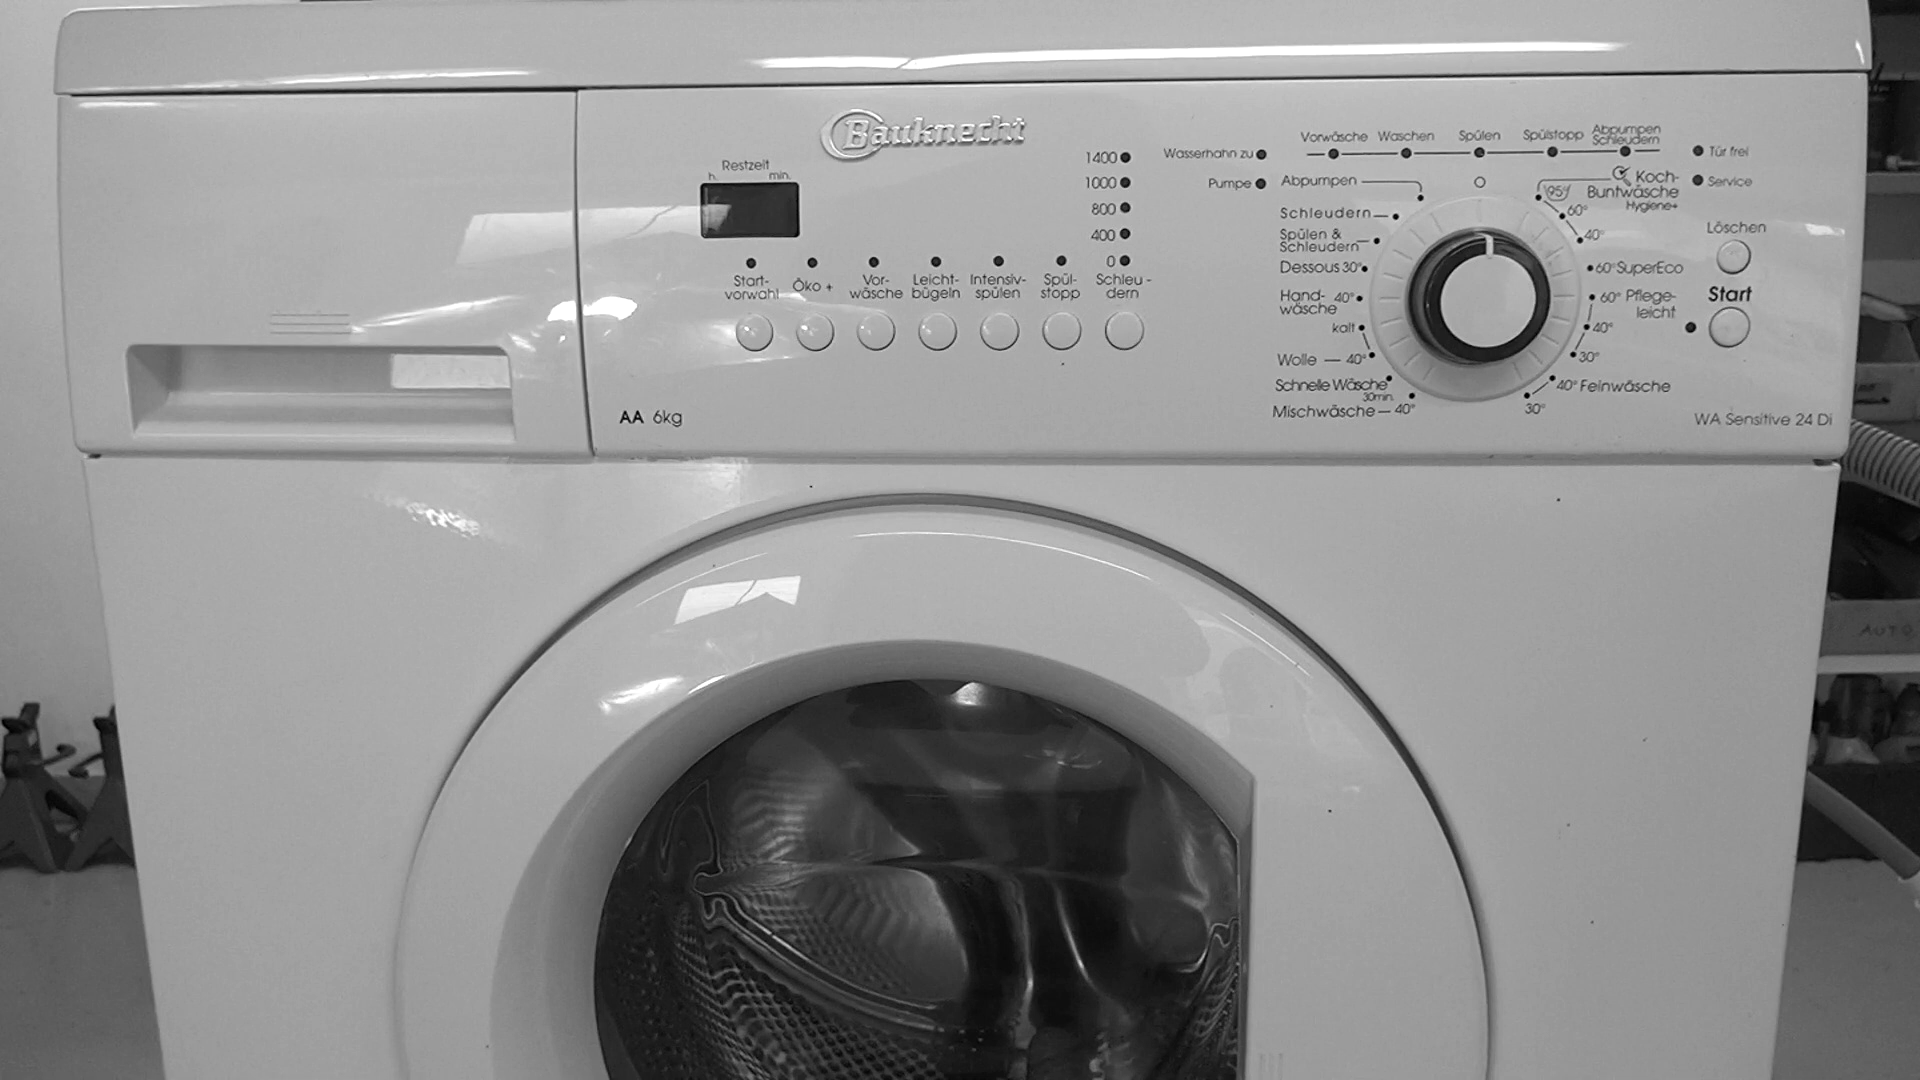 Bauknecht
Restzeit
h. min.
1400
1000
800
400
0
Start-
vorwahl
Öko +
Vor-
wäsche
Leicht-
bügeln
Intensiv-
spülen
Spül-
stopp
Schleu-
dern
AA 6kg
Wasserhahn zu
Pumpe
Vorwäsche
Waschen
Spülen
Spülstopp
Abpumpen
Schleudern
Tür frei
Service
Abpumpen
Schleudern
Spülen &
Schleudern
Dessous 30°
Hand- 40°
wäsche
kalt
Wolle — 40°
Schnelle Wäsche
30min.
Mischwäsche — 40°
Koch-
Buntwäsche
Hygiene+
95°
60°
40°
60° SuperEco
60° Pflege-
leicht
40°
30°
40° Feinwäsche
30°
Löschen
Start
WA Sensitive 24 Di
AUTO